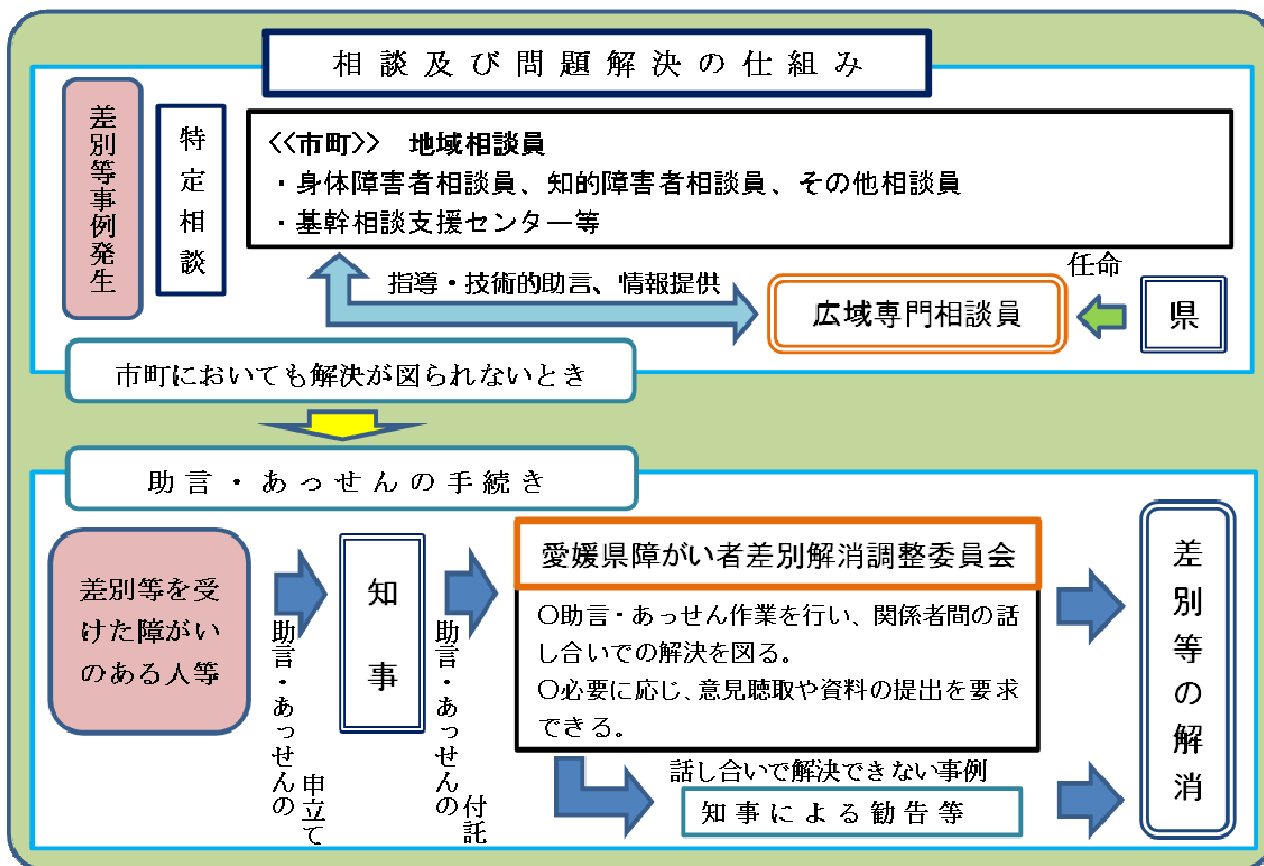 相談及び問題解決の仕組み
差別等事例発生
特定相談
<<市町>>　地域相談員
・身体障害者相談員、知的障害者相談員、その他相談員
・基幹相談支援センター等
指導・技術的助言、情報提供
広域専門相談員
任命
県
市町においても解決が図られないとき
助言・あっせんの手続き
差別等を受
けた障がい
のある人等
助言・あっせんの
申立て
知事
助言・あっせんの
付託
愛媛県障がい者差別解消調整委員会
〇助言・あっせん作業を行い、関係者間の話
し合いでの解決を図る。
〇必要に応じ、意見聴取や資料の提出を要求
できる。
話し合いで解決できない事例
知事による勧告等
差別等の解消